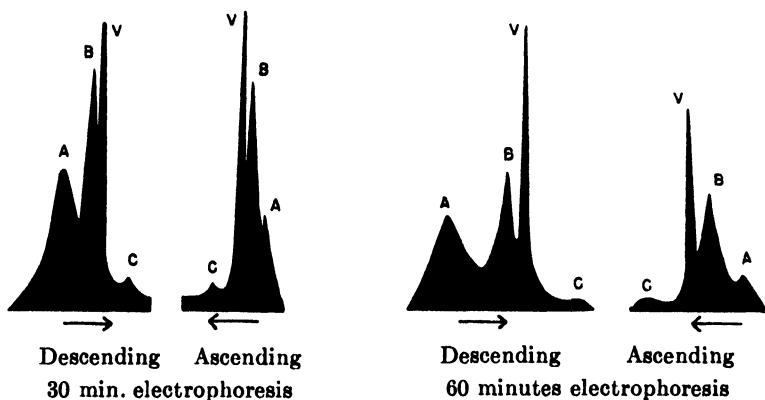 A B V C
C V B A
A B V C
C V B A
Descending Ascending
30 min. electrophoresis
Descending Ascending
60 minutes electrophoresis